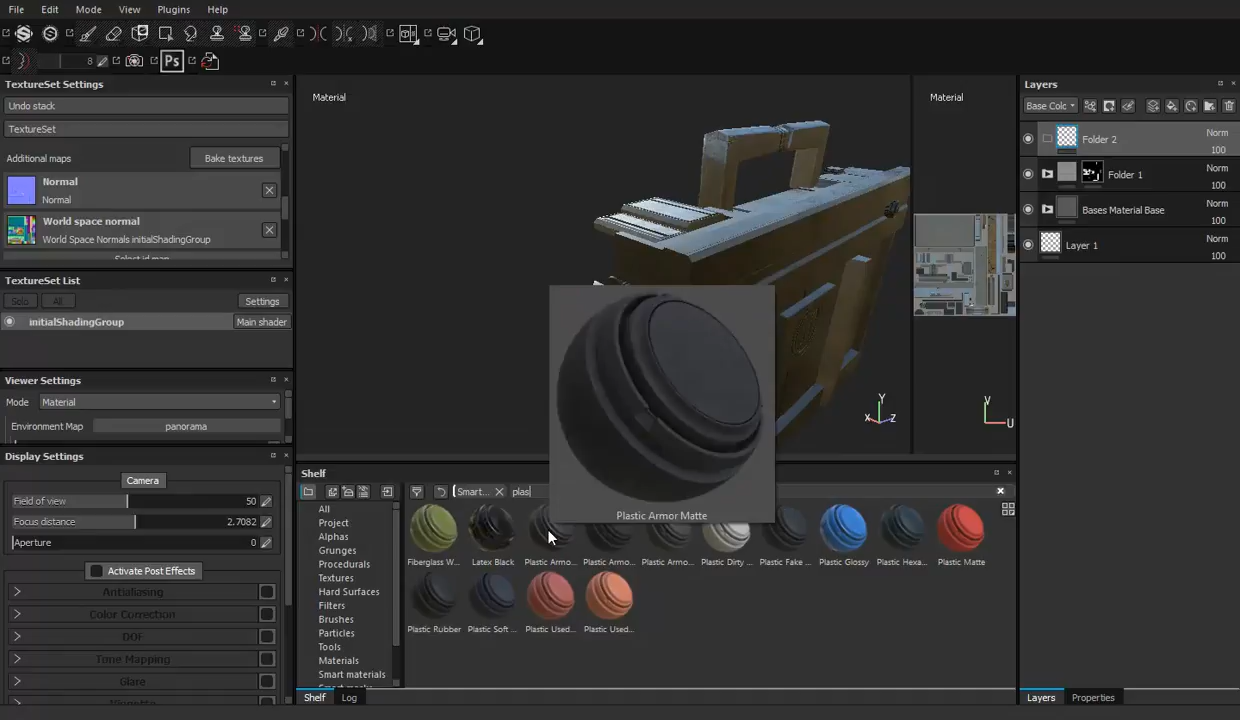 File Edit Mode View Plugins Help
8
Ps
TextureSet Settings
Undo stack
TextureSet
Additional maps
Bake textures
Normal
Normal
World space normal
World Space Normals initialShadingGroup
Select id map
TextureSet List
Solo All Settings
initialShadingGroup Main shader
Viewer Settings
Mode Material
Environment Map panorama
Display Settings
Camera
Field of view 50
Focus distance 2.7082
Aperture 0
Activate Post Effects
Antialiasing
Color Correction
DOF
Tone Mapping
Glare
Vignette
Material
Material
Y
X Z
V
U
Shelf
Smart... plas
All
Project
Alphas
Grunges
Procedurals
Textures
Hard Surfaces
Filters
Brushes
Particles
Tools
Materials
Smart materials
Smart masks
Plastic Armor Matte
Fiberglass W... Latex Black Plastic Armo... Plastic Armo... Plastic Armo... Plastic Dirty ... Plastic Fake ... Plastic Glossy Plastic Hexa... Plastic Matte
Plastic Rubber Plastic Soft ... Plastic Used... Plastic Used...
Shelf Log
Layers
Base Colc
Folder 2 Norm
100
Folder 1 Norm
100
Bases Material Base Norm
100
Layer 1 Norm
100
Layers Properties